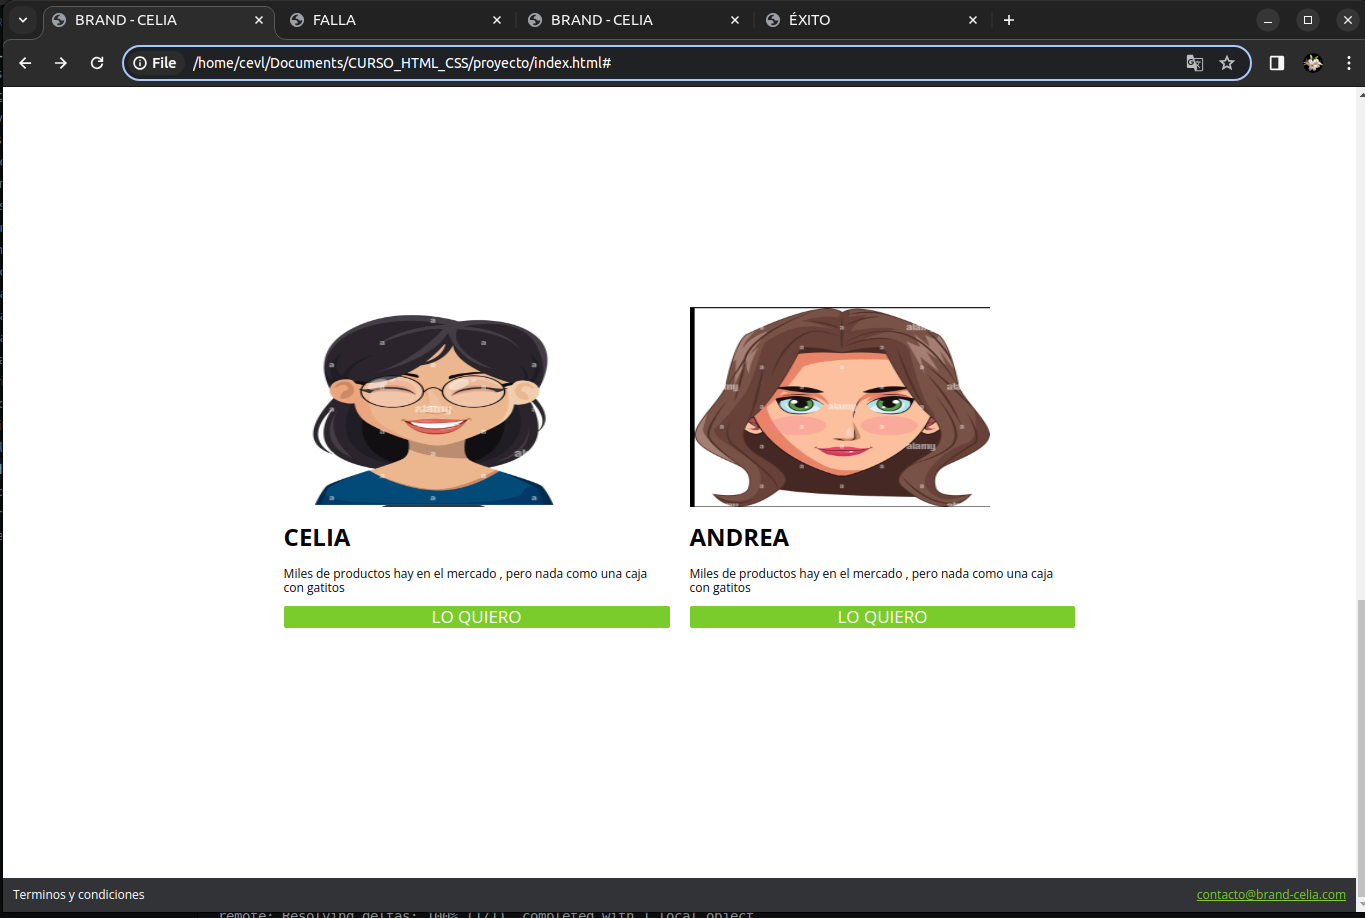 BRAND - CELIA
FALLA
BRAND - CELIA
ÉXITO
File
/home/cevl/Documents/CURSO_HTML_CSS/proyecto/index.html#
alamy
alamy
alamy
alamy
CELIA
ANDREA
Miles de productos hay en el mercado , pero nada como una caja
con gatitos
Miles de productos hay en el mercado , pero nada como una caja
con gatitos
LO QUIERO
LO QUIERO
Terminos y condiciones
contacto@brand-celia.com
remote: Resolving deltas: 100% (1/1), completed with 1 local object